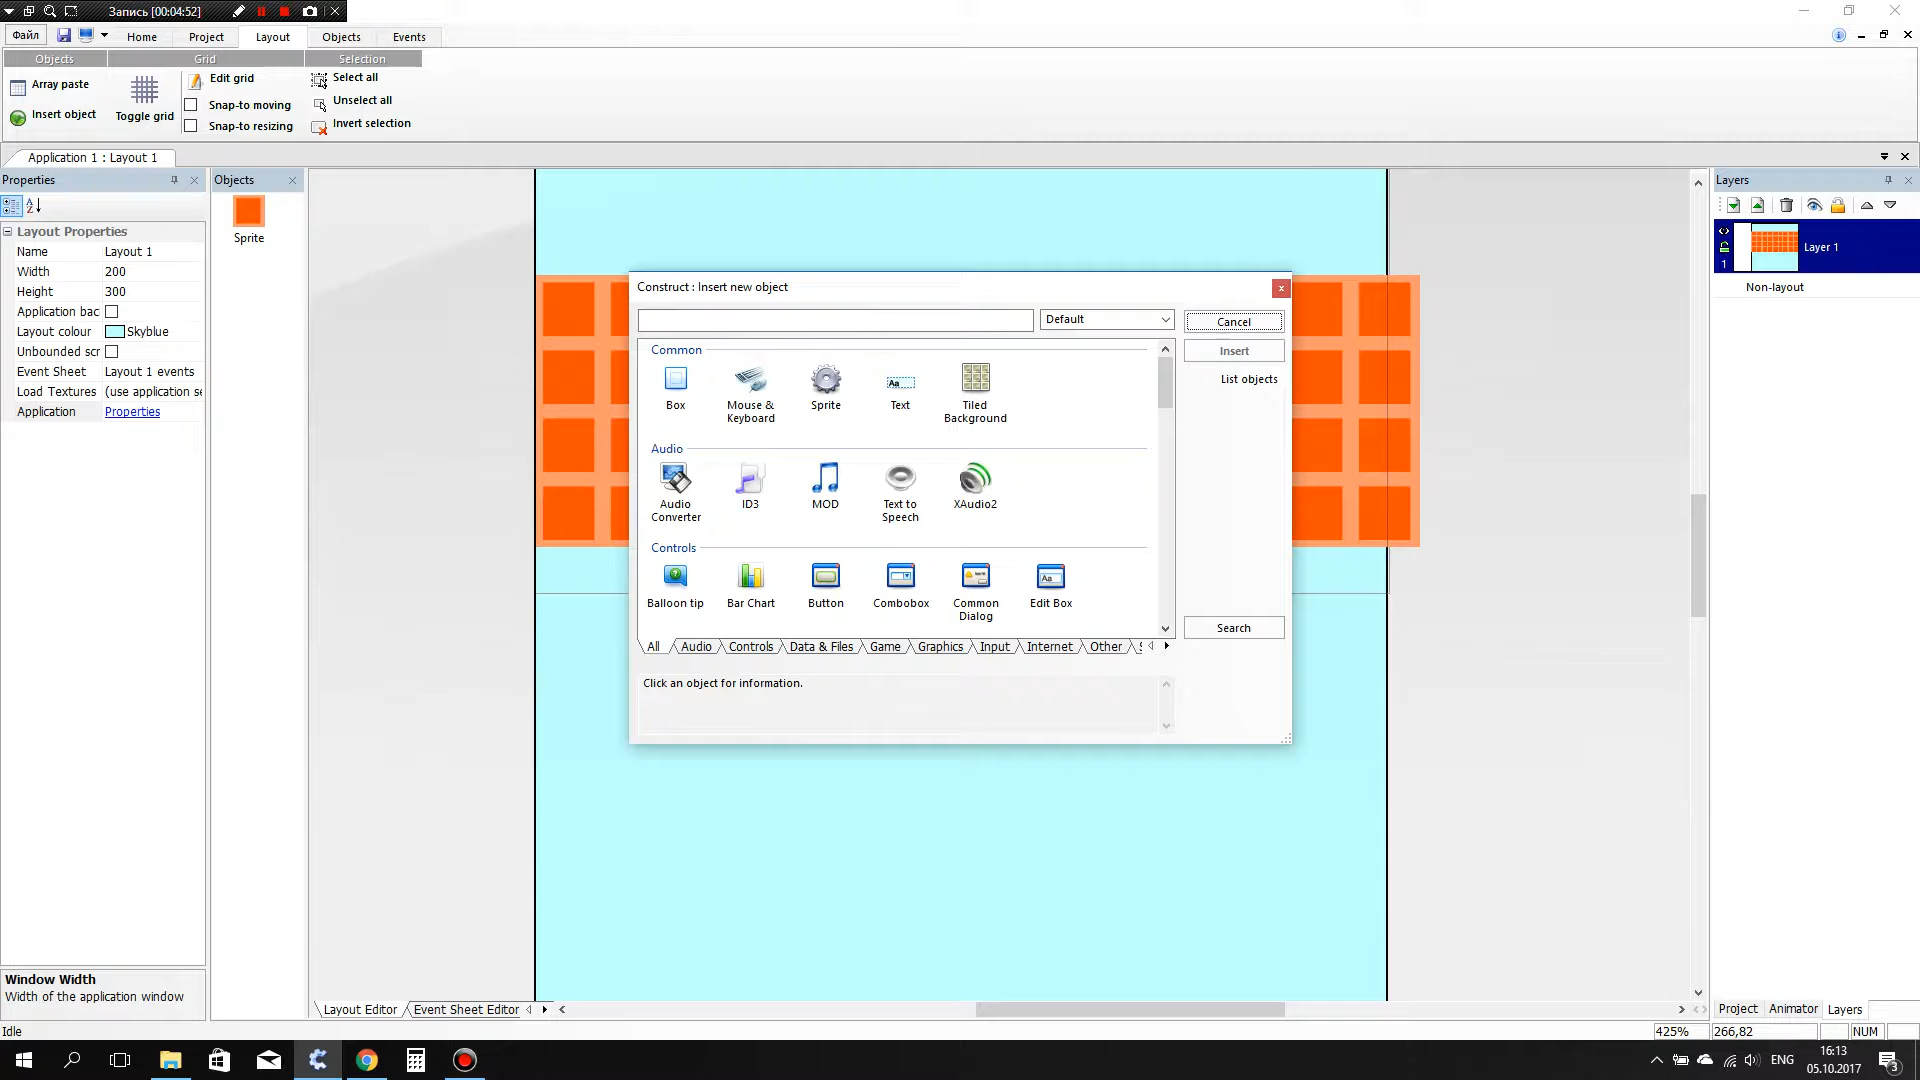 Запись [00:04:52]
Файл
Home
Project
Layout
Objects
Events
Objects
Grid
Selection
Array paste
Insert object
Toggle grid
Edit grid
Snap-to moving
Snap-to resizing
Select all
Unselect all
Invert selection
Application 1 : Layout 1
Properties
Objects
Layers
Sprite
Layout Properties
Name Layout 1
Width 200
Height 300
Application bac
Layout colour Skyblue
Unbounded scr
Event Sheet Layout 1 events
Load Textures (use application se
Application Properties
Window Width
Width of the application window
Construct : Insert new object
Default
Cancel
Insert
List objects
Search
Common
Box
Mouse &
Keyboard
Sprite
Text
Tiled
Background
Audio
Audio
Converter
ID3
MOD
Text to
Speech
XAudio2
Controls
Balloon tip
Bar Chart
Button
Combobox
Common
Dialog
Edit Box
All
Audio
Controls
Data & Files
Game
Graphics
Input
Internet
Other
Click an object for information.
1
Layer 1
Non-layout
Layout Editor
Event Sheet Editor
Project
Animator
Layers
Idle
425%
266,82
NUM
ENG
16:13
05.10.2017
3